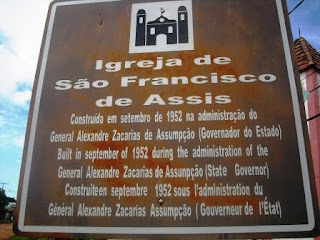 Igreja de
São Francisco
de Assis
Construída em setembro de 1952 na administração do
General Alexandre Zacarias de Assumpção (Governador do Estado)
Built in september of 1952 during the administration of the
General Alexandre Zacarias de Assumpção (State Governor)
Construiteen septembre 1952 sous l'administration du
Général Alexandre Zacarias Assumpção ( Gouverneur de l'État)